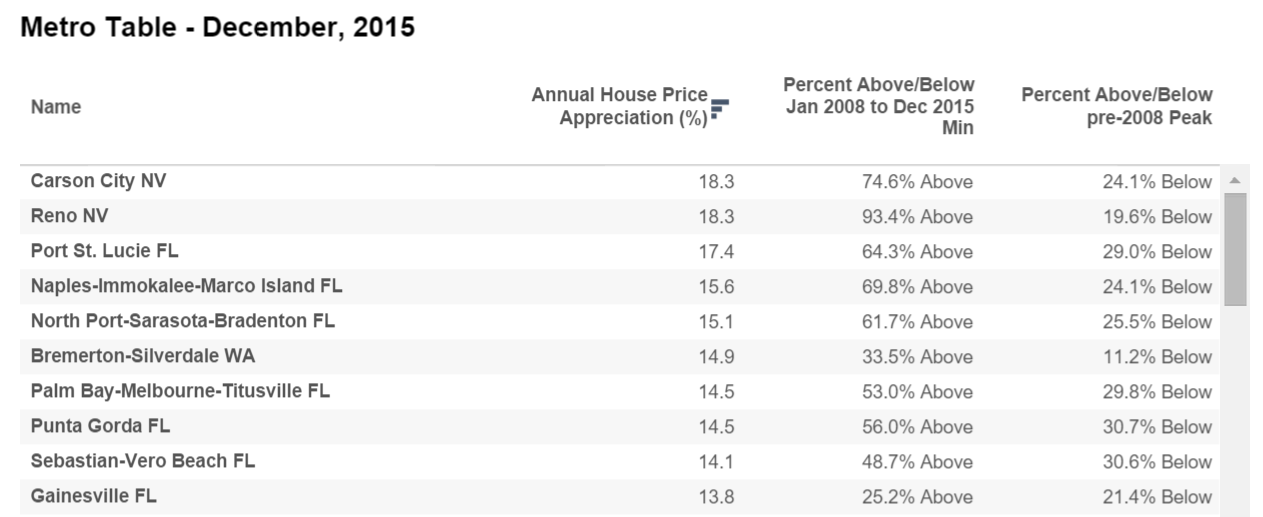 Metro Table - December, 2015
Name
Annual House Price
Appreciation (%)
Percent Above/Below
Jan 2008 to Dec 2015
Min
Percent Above/Below
pre-2008 Peak
Carson City NV 18.3 74.6% Above 24.1% Below
Reno NV 18.3 93.4% Above 19.6% Below
Port St. Lucie FL 17.4 64.3% Above 29.0% Below
Naples-Immokalee-Marco Island FL 15.6 69.8% Above 24.1% Below
North Port-Sarasota-Bradenton FL 15.1 61.7% Above 25.5% Below
Bremerton-Silverdale WA 14.9 33.5% Above 11.2% Below
Palm Bay-Melbourne-Titusville FL 14.5 53.0% Above 29.8% Below
Punta Gorda FL 14.5 56.0% Above 30.7% Below
Sebastian-Vero Beach FL 14.1 48.7% Above 30.6% Below
Gainesville FL 13.8 25.2% Above 21.4% Below